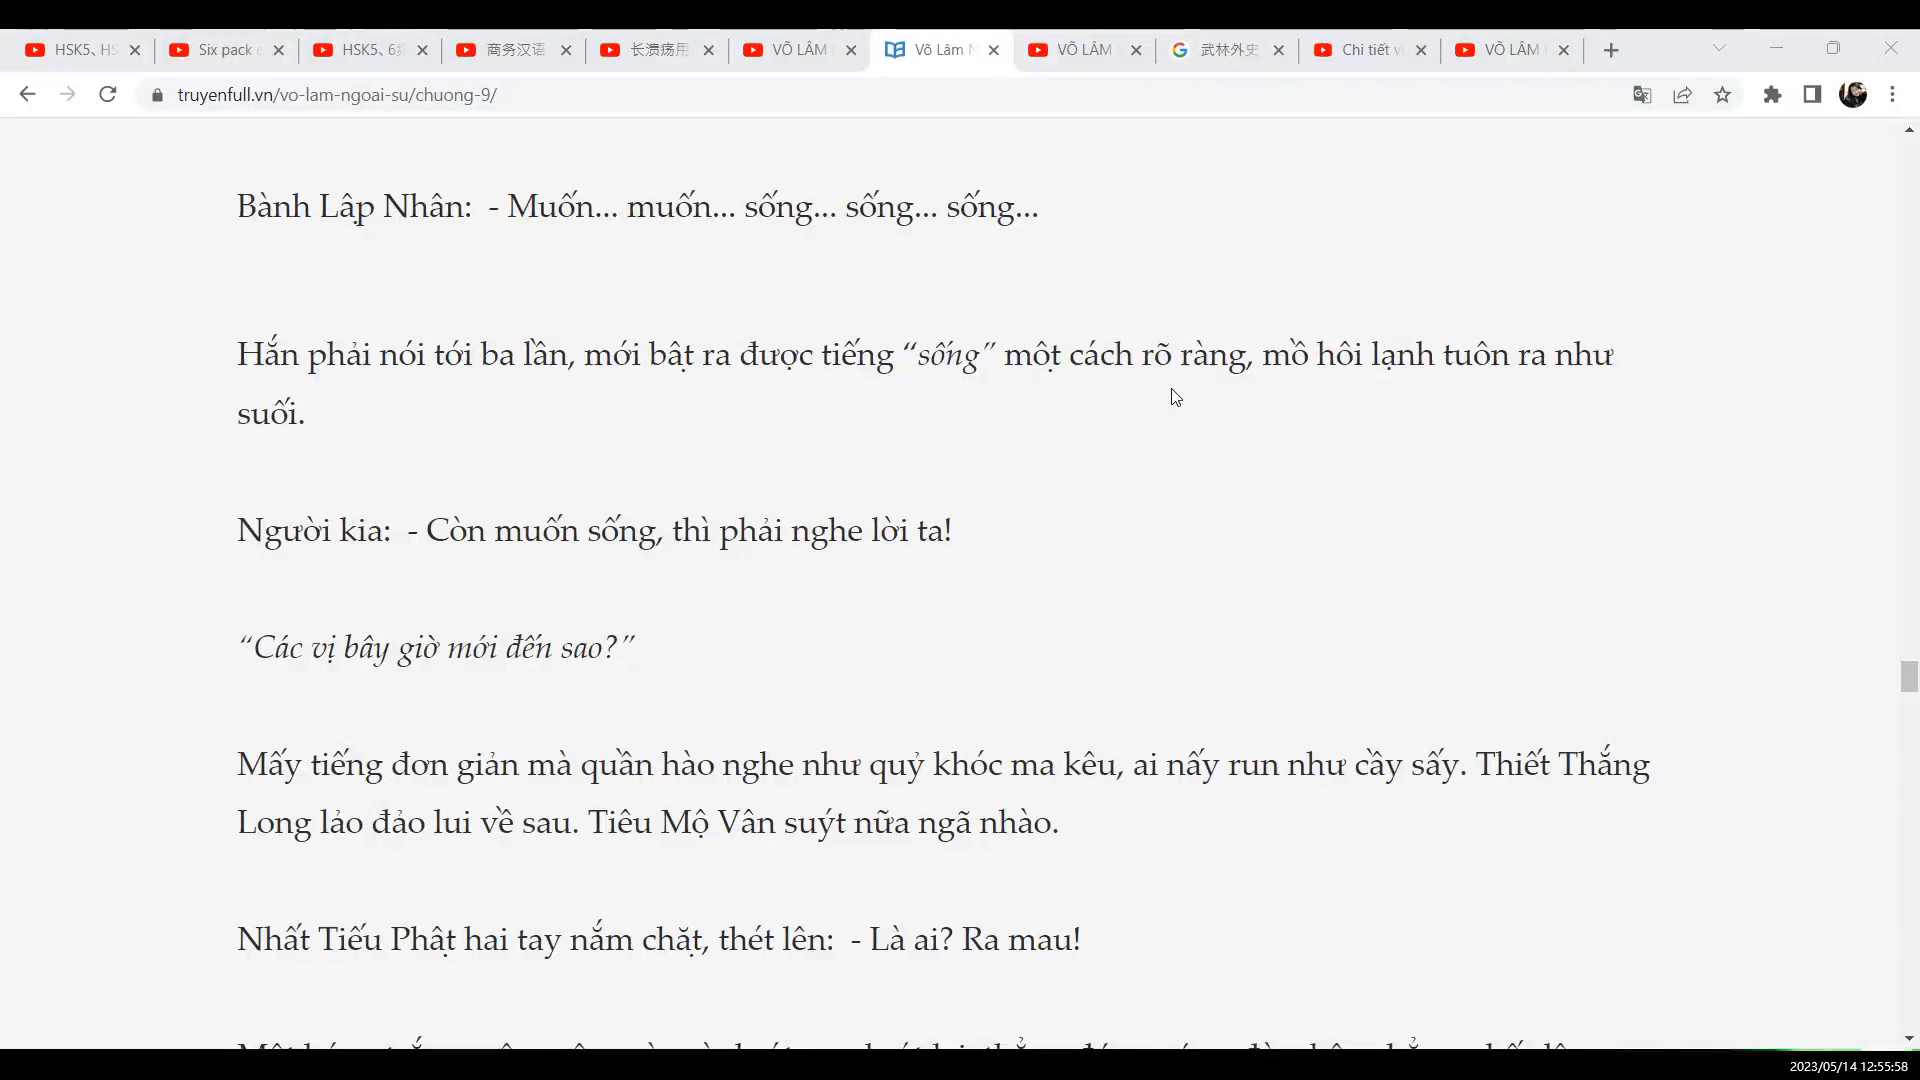 HSK5、HS
Six pack
HSK5、6
商务汉语
长溃疡用
VÕ LÂM
Võ Lâm N
VÕ LÂM
武林外史
Chi tiết v
VÕ LÂM
truyenfull.vn/vo-lam-ngoai-su/chuong-9/
Bành Lập Nhân:  - Muốn... muốn... sống... sống... sống...
Hắn phải nói tới ba lần, mới bật ra được tiếng “sống” một cách rõ ràng, mồ hôi lạnh tuôn ra như
suối.
Người kia:  - Còn muốn sống, thì phải nghe lời ta!
“Các vị bây giờ mới đến sao?”
Mấy tiếng đơn giản mà quần hào nghe như quỷ khóc ma kêu, ai nấy run như cầy sấy. Thiết Thắng
Long lảo đảo lui về sau. Tiêu Mộ Vân suýt nữa ngã nhào.
Nhất Tiếu Phật hai tay nắm chặt, thét lên:  - Là ai? Ra mau!
2023/05/14 12:55:58